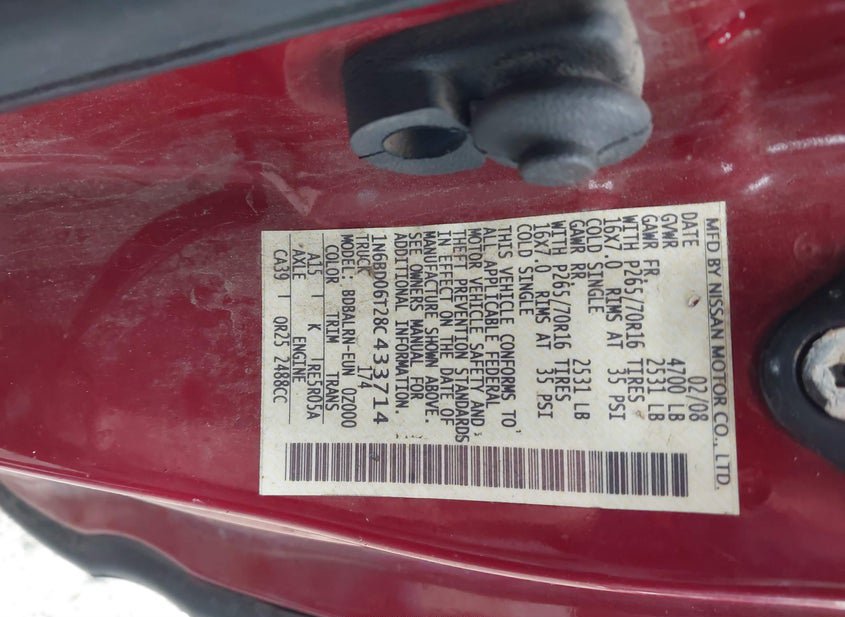 MFD BY NISSAN MOTOR CO., LTD.
DATE 02/08
GVWR 4700 LB
GAWR FR. 2531 LB
WITH P265/70R16 TIRES
16X7.0 RIMS AT 35 PSI
COLD SINGLE
GAWR RR. 2531 LB
WITH P265/70R16 TIRES
16X7.0 RIMS AT 35 PSI
COLD SINGLE
THIS VEHICLE CONFORMS TO
ALL APPLICABLE FEDERAL
MOTOR VEHICLE SAFETY AND
THEFT PREVENTION STANDARDS
IN EFFECT ON THE DATE OF
MANUFACTURE SHOWN ABOVE.
SEE OWNERS MANUAL FOR
ADDITIONAL INFORMATION.
1N6BD06T28C433714
TRUCK 174
MODEL: BDBALRN-EUN 0Z000
COLOR TRIM TRANS
A15 | K |RE5R05A
AXLE ENGINE
CA39 | QR25 2488CC